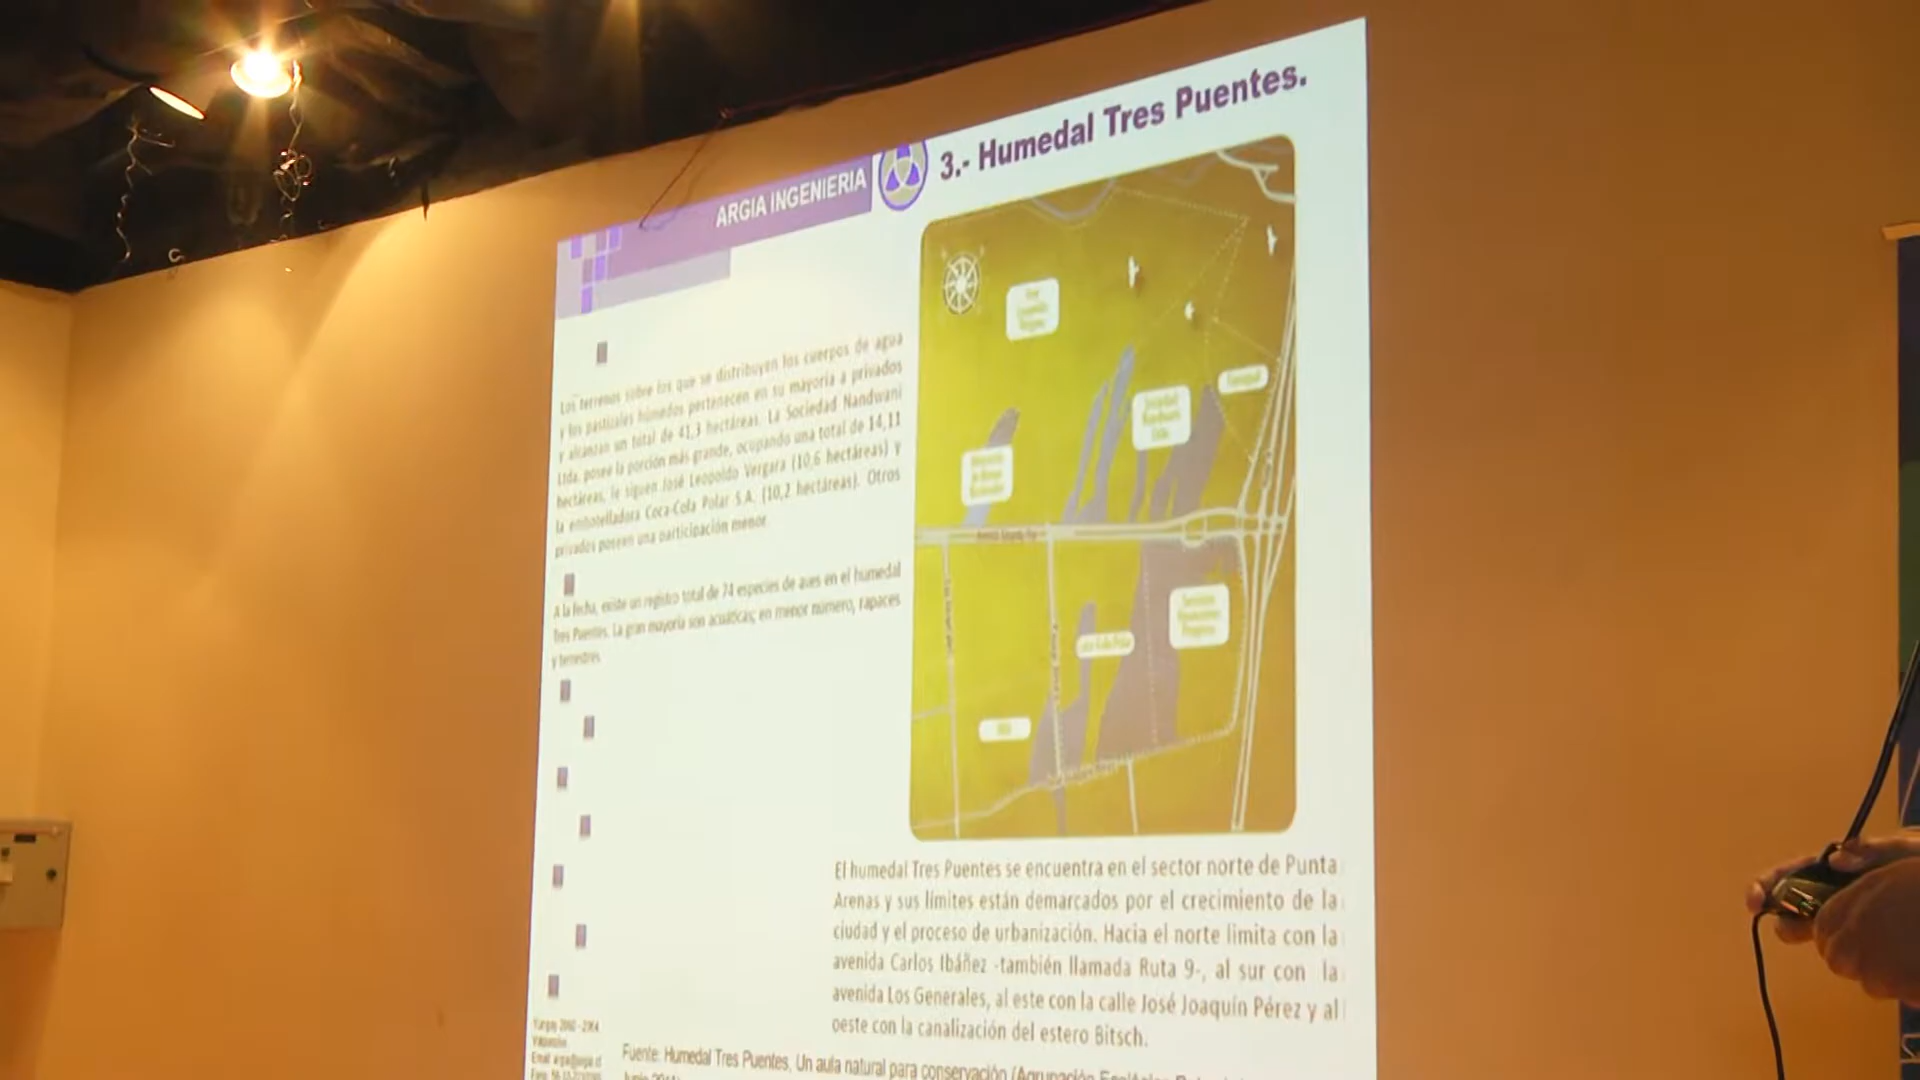 3.- Humedal Tres Puentes.
ARGIA INGENIERIA
Los terrenos sobre los que se distribuyen los cuerpos de agua
y los pastizales húmedos pertenecen en su mayoría a privados
y alcanzan un total de 41,3 hectáreas. La Sociedad Nandwani
Ltda. posee la porción más grande, ocupando una total de 14,11
hectáreas, le siguen José Leopoldo Vergara (10,6 hectáreas) y
la embotelladora Coca-Cola Polar S.A. (10,2 hectáreas). Otros
privados poseen una participación menor.
A la fecha, existe un registro total de 74 especies de aves en el humedal
Tres Puentes. La gran mayoría son acuáticas; en menor número, rapaces
y terrestres
El humedal Tres Puentes se encuentra en el sector norte de Punta
Arenas y sus límites están demarcados por el crecimiento de la
ciudad y el proceso de urbanización. Hacia el norte limita con la
avenida Carlos Ibáñez -también llamada Ruta 9-, al sur con la
avenida Los Generales, al este con la calle José Joaquín Pérez y al
oeste con la canalización del estero Bitsch.
Fuente: Humedal Tres Puentes, Un aula natural para conservación (Agrupación